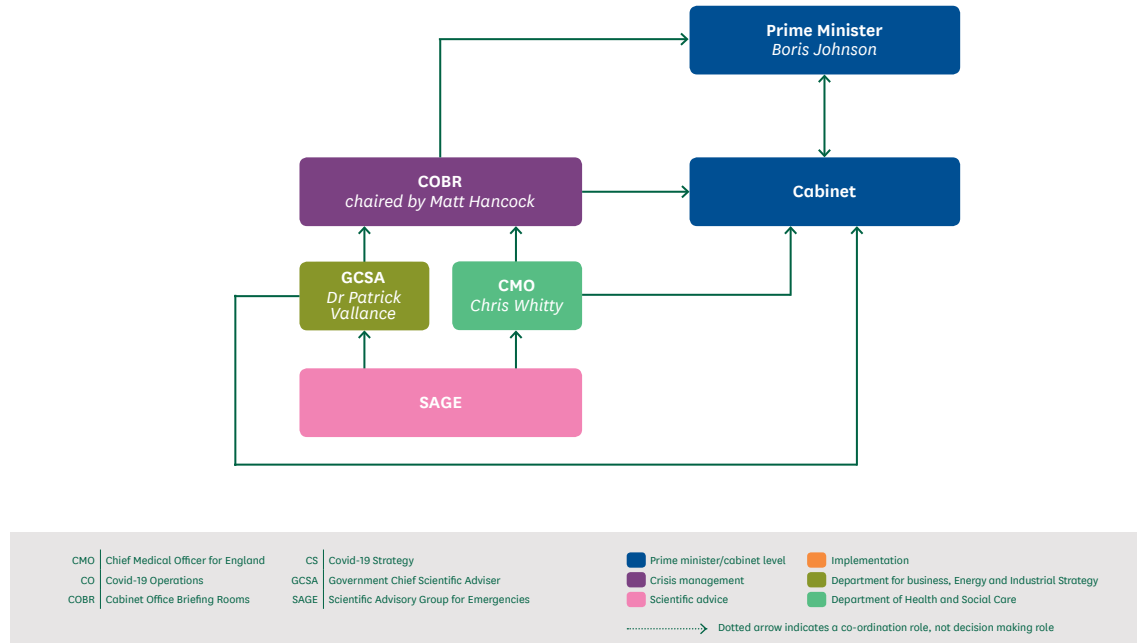 Prime Minister
Boris Johnson
COBR
chaired by Matt Hancock
Cabinet
GCSA
Dr Patrick
Vallance
CMO
Chris Whitty
SAGE
CMO Chief Medical Officer for England
CO Covid-19 Operations
COBR Cabinet Office Briefing Rooms
CS Covid-19 Strategy
GCSA Government Chief Scientific Adviser
SAGE Scientific Advisory Group for Emergencies
Prime minister/cabinet level
Crisis management
Scientific advice
Implementation
Department for business, Energy and Industrial Strategy
Department of Health and Social Care
Dotted arrow indicates a co-ordination role, not decision making role